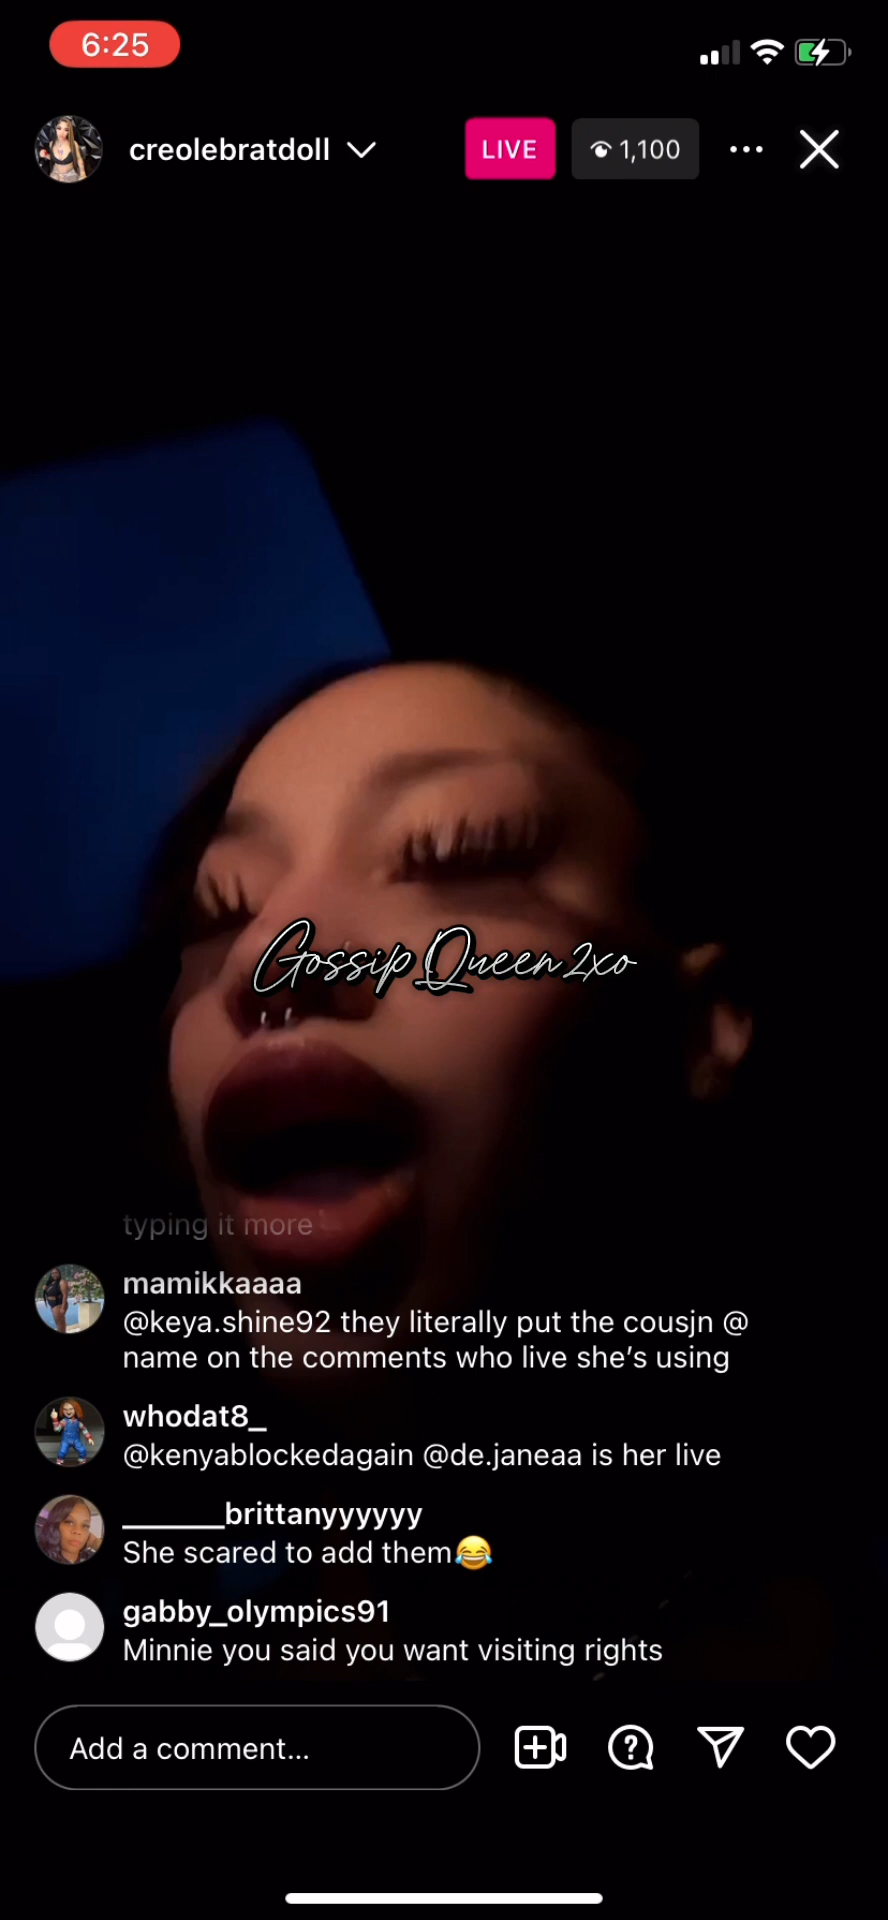 6:25
creolebratdoll
LIVE
1,100
Gossip Queen 2xo
typing it more
mamikkaaaa
@keya.shine92 they literally put the cousjn @
name on the comments who live she's using
whodat8_
@kenyablockedagain @de.janeaa is her live
______brittanyyyyyy
She scared to add them😂
gabby_olympics91
Minnie you said you want visiting rights
Add a comment...